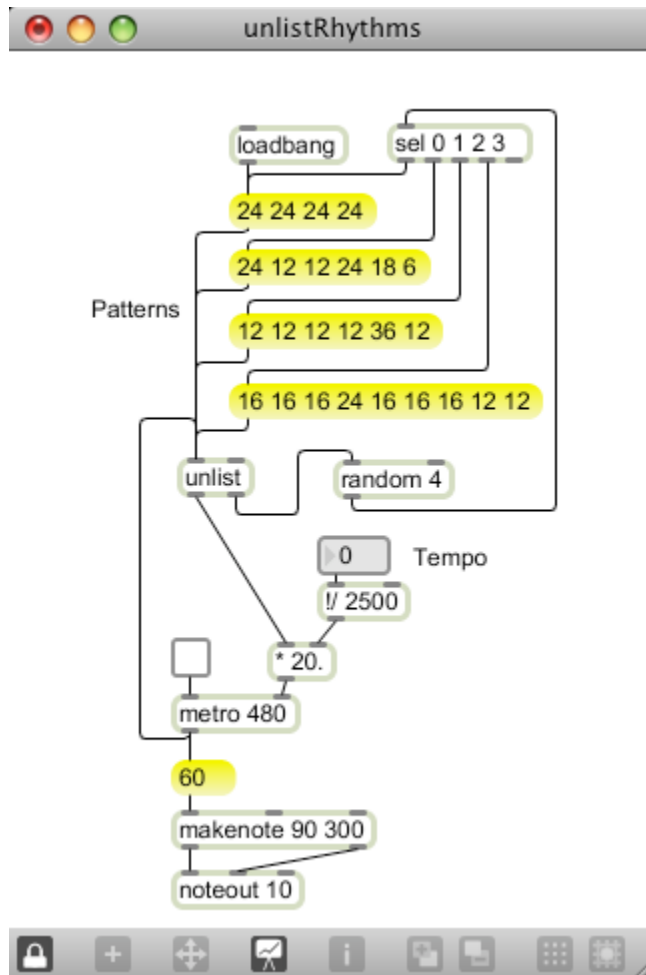 unlistRhythms
loadbang
sel 0 1 2 3
24 24 24 24
24 12 12 24 18 6
Patterns
12 12 12 12 36 12
16 16 16 24 16 16 16 12 12
unlist
random 4
0
Tempo
!/ 2500
* 20.
metro 480
60
makenote 90 300
noteout 10